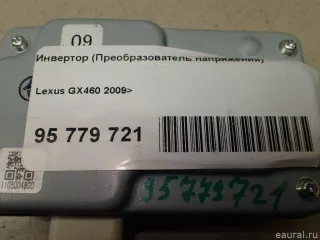 09
Инвертор (Преобразователь напряжения)
Lexus GX460 2009>
95 779 721
95779721
eaural.ru